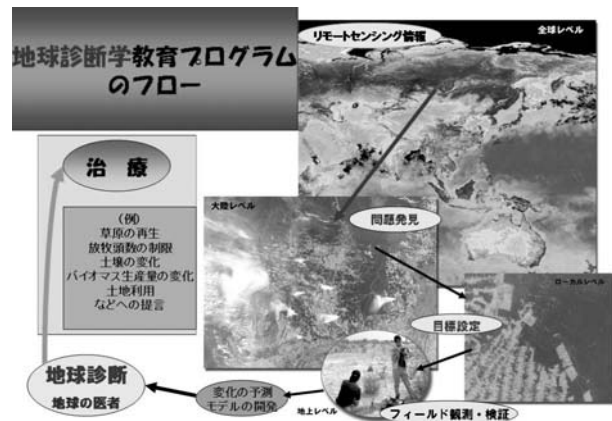 地球診断学教育プログラム
のフロー
リモートセンシング情報
全球レベル
治 療
(例)
草原の再生
放牧頭数の制限
土壌の変化
バイオマス生産量の変化
土地利用
などへの提言
大陸レベル
問題発見
ローカルレベル
目標設定
地球診断
地球の医者
変化の予測
モデルの開発
地上レベル
フィールド観測・検証